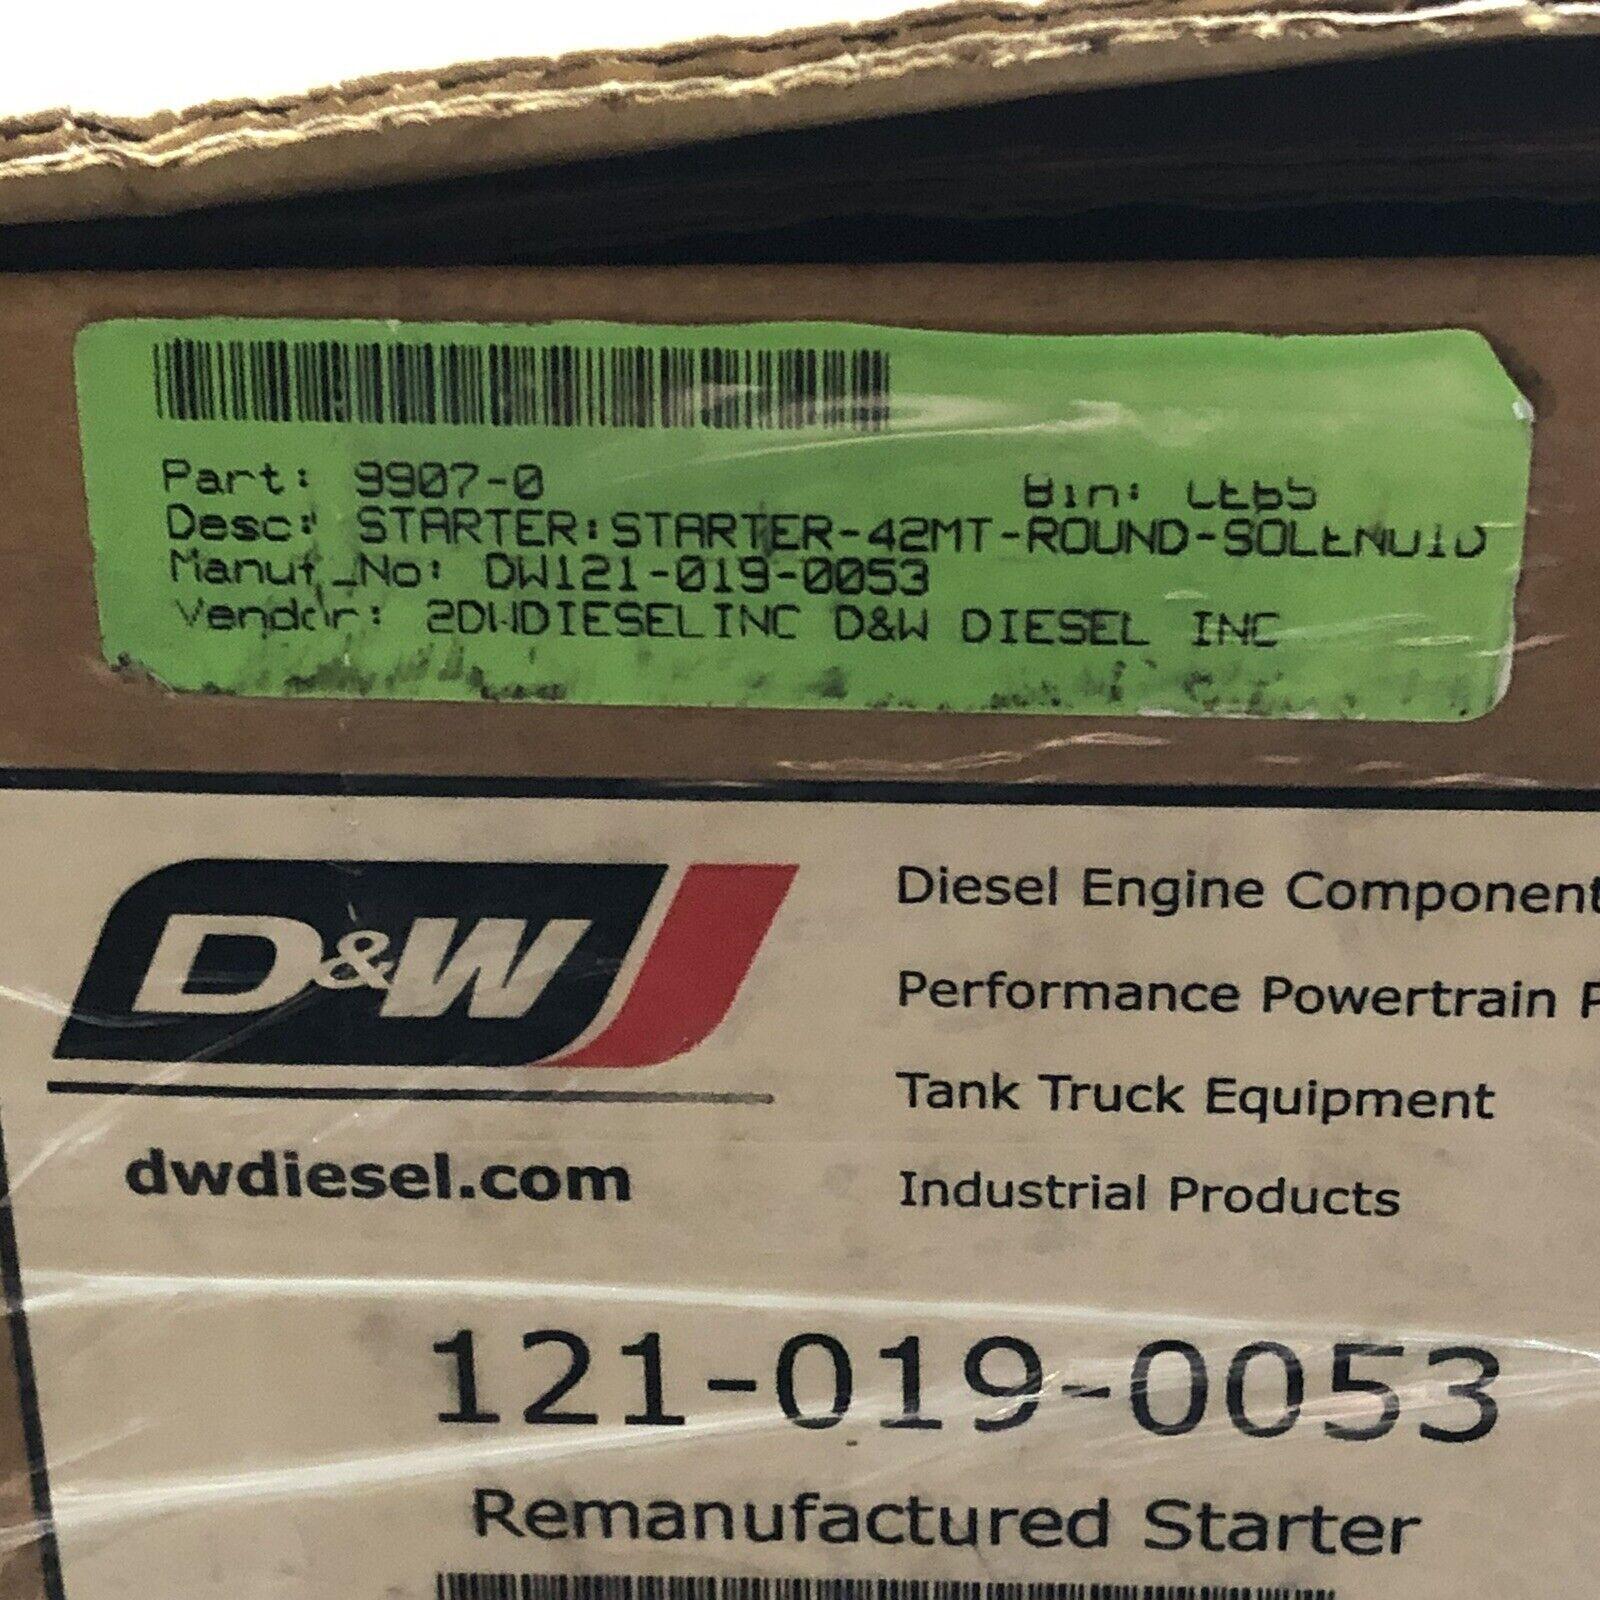 Part: 9907-0 Bin:
Desc: STARTER:STARTER-42MT-ROUND-SOLENOID
Manuf_No: DW121-019-0053
Vendor: 2DWDIESELINC D&W DIESEL INC
D&W
dwdiesel.com
Diesel Engine Component
Performance Powertrain P
Tank Truck Equipment
Industrial Products
121-019-0053
Remanufactured Starter